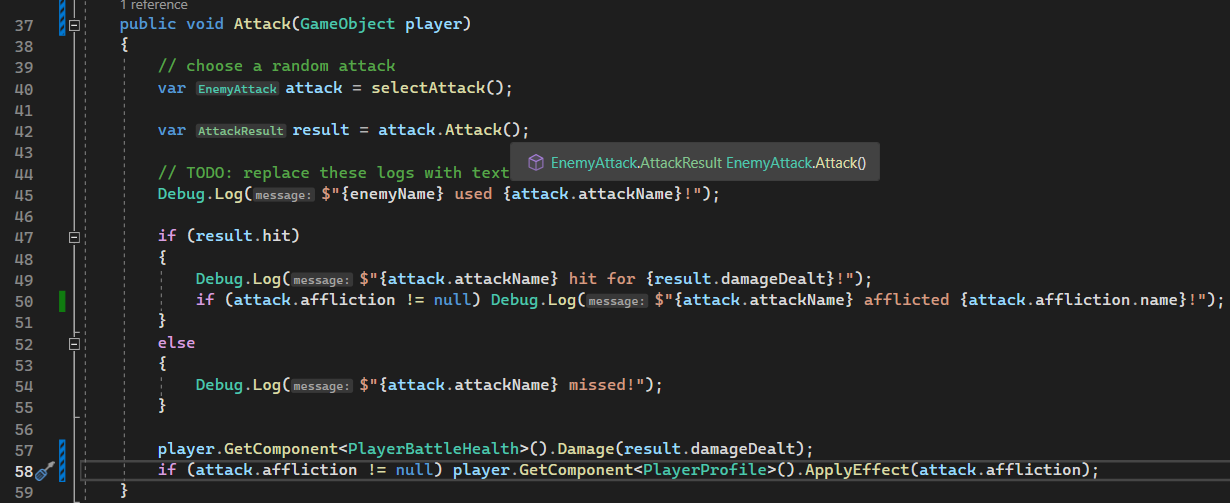 1 reference
37 public void Attack(GameObject player)
38 {
39 // choose a random attack
40 var EnemyAttack attack = selectAttack();
41
42 var AttackResult result = attack.Attack();
43 EnemyAttack.AttackResult EnemyAttack.Attack()
44 // TODO: replace these logs with text
45 Debug.Log(message: $"{enemyName} used {attack.attackName}!");
46
47 if (result.hit)
48 {
49 Debug.Log(message: $"{attack.attackName} hit for {result.damageDealt}!");
50 if (attack.affliction != null) Debug.Log(message: $"{attack.attackName} afflicted {attack.affliction.name}!");
51 }
52 else
53 {
54 Debug.Log(message: $"{attack.attackName} missed!");
55 }
56
57 player.GetComponent<PlayerBattleHealth>().Damage(result.damageDealt);
58 if (attack.affliction != null) player.GetComponent<PlayerProfile>().ApplyEffect(attack.affliction);
59 }